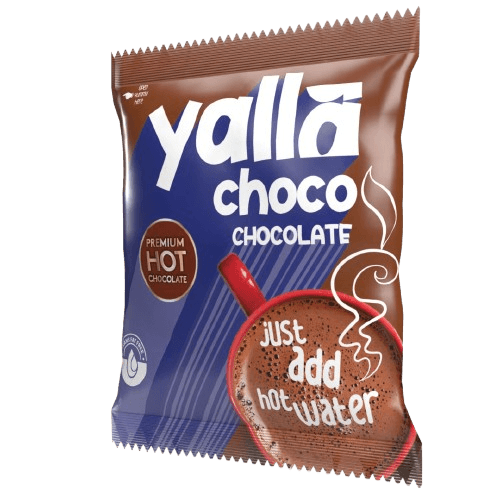 yallā
choco
CHOCOLATE
PREMIUM
HOT
CHOCOLATE
just
add
hot water